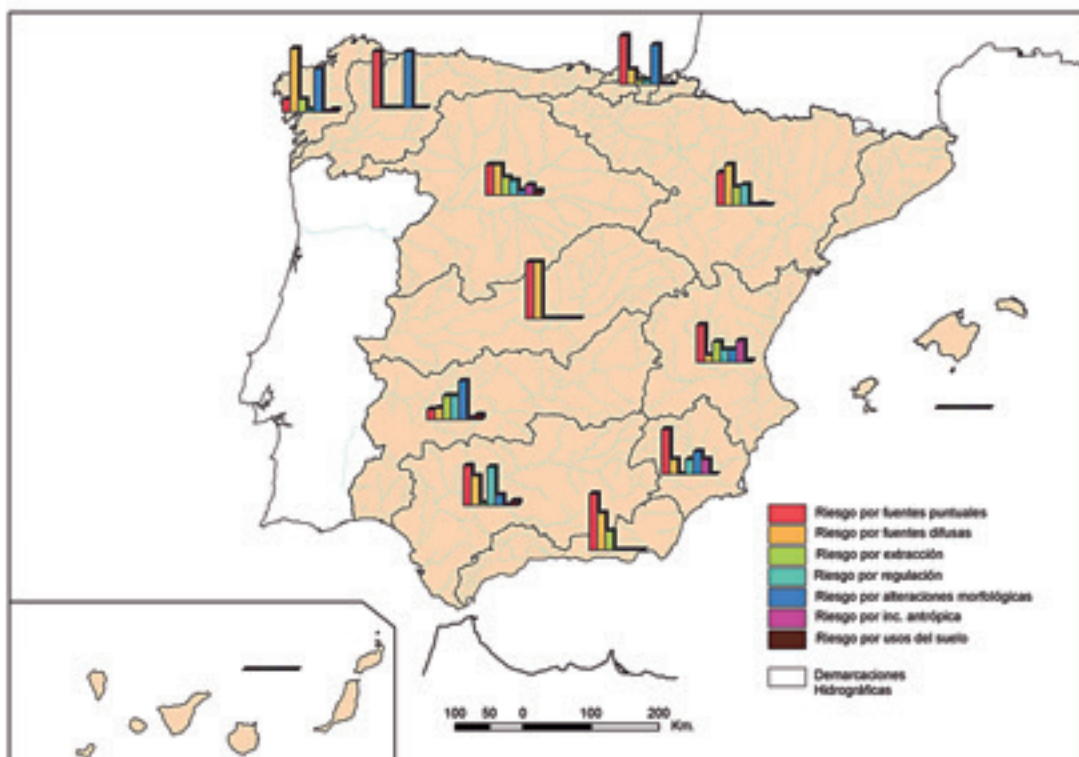 Riesgo por fuentes puntuales
Riesgo por fuentes difusas
Riesgo por extracción
Riesgo por regulación
Riesgo por alteraciones morfológicas
Riesgo por inc. antrópica
Riesgo por usos del suelo
Demarcaciones
Hidrográficas
100 50 0 100 200
Km.